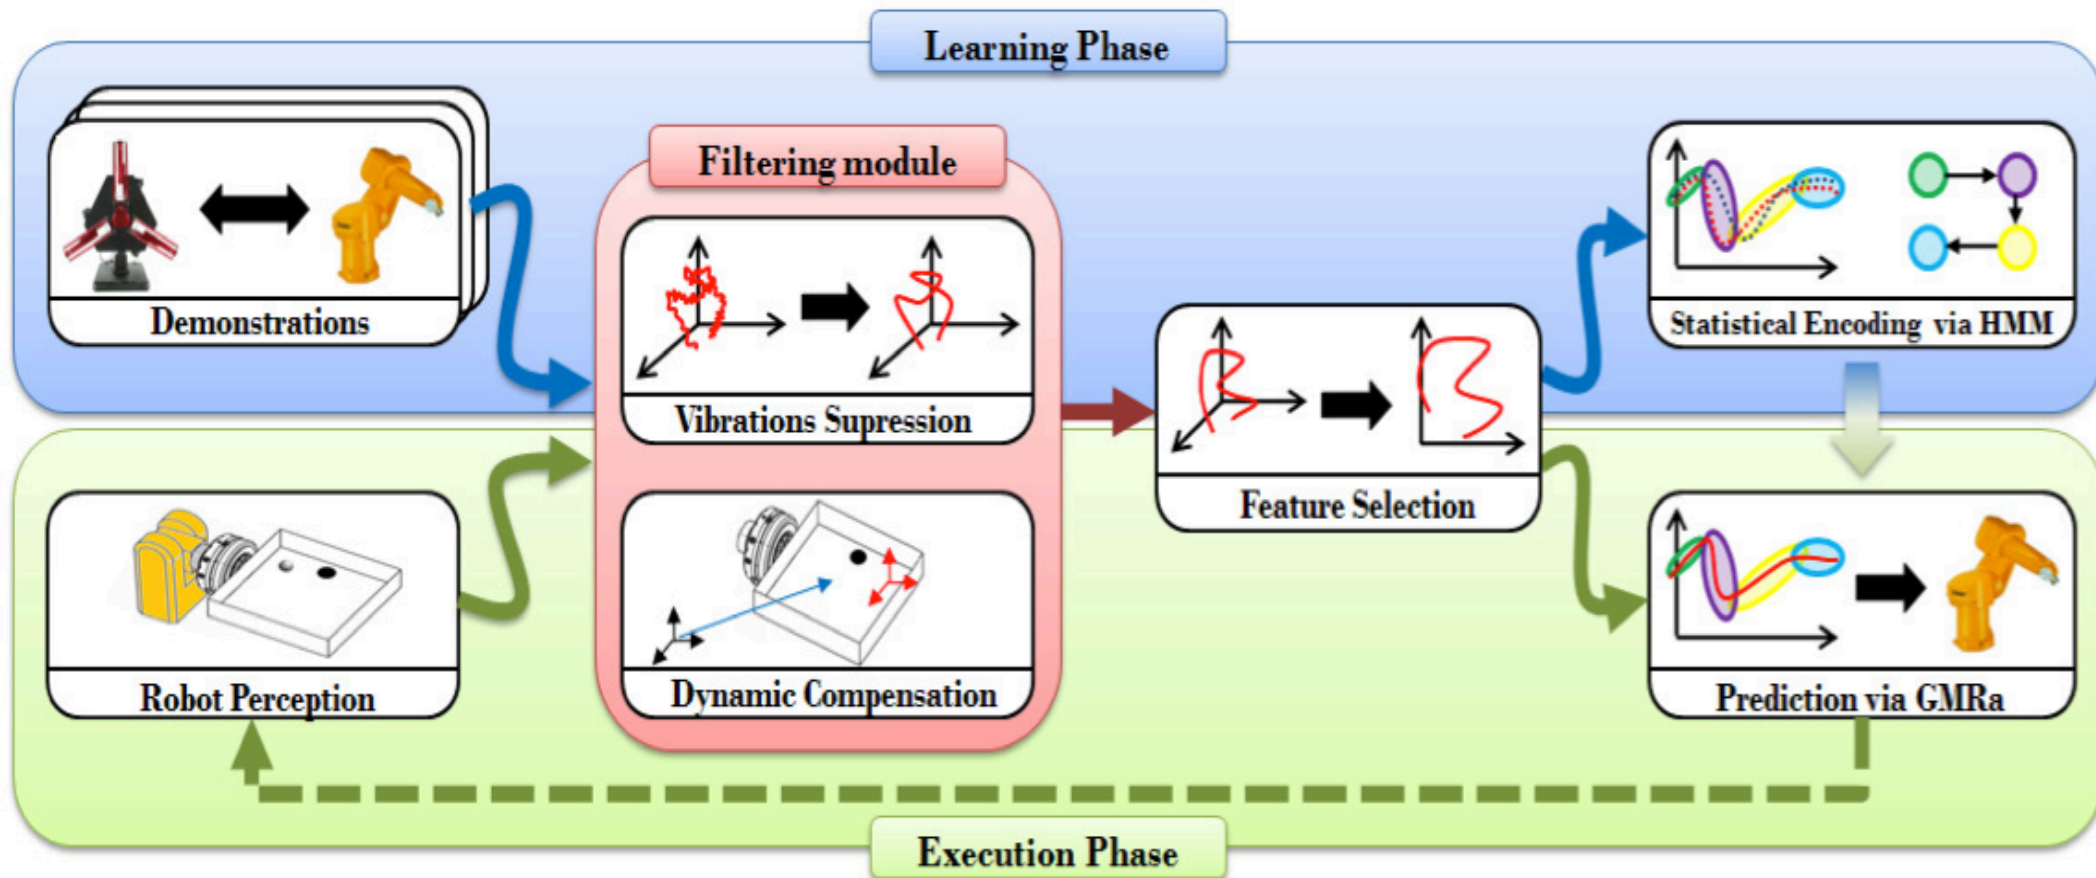 Learning Phase
Demonstrations
Filtering module
Vibrations Supression
Dynamic Compensation
Robot Perception
Feature Selection
Statistical Encoding via HMM
Prediction via GMRa
Execution Phase